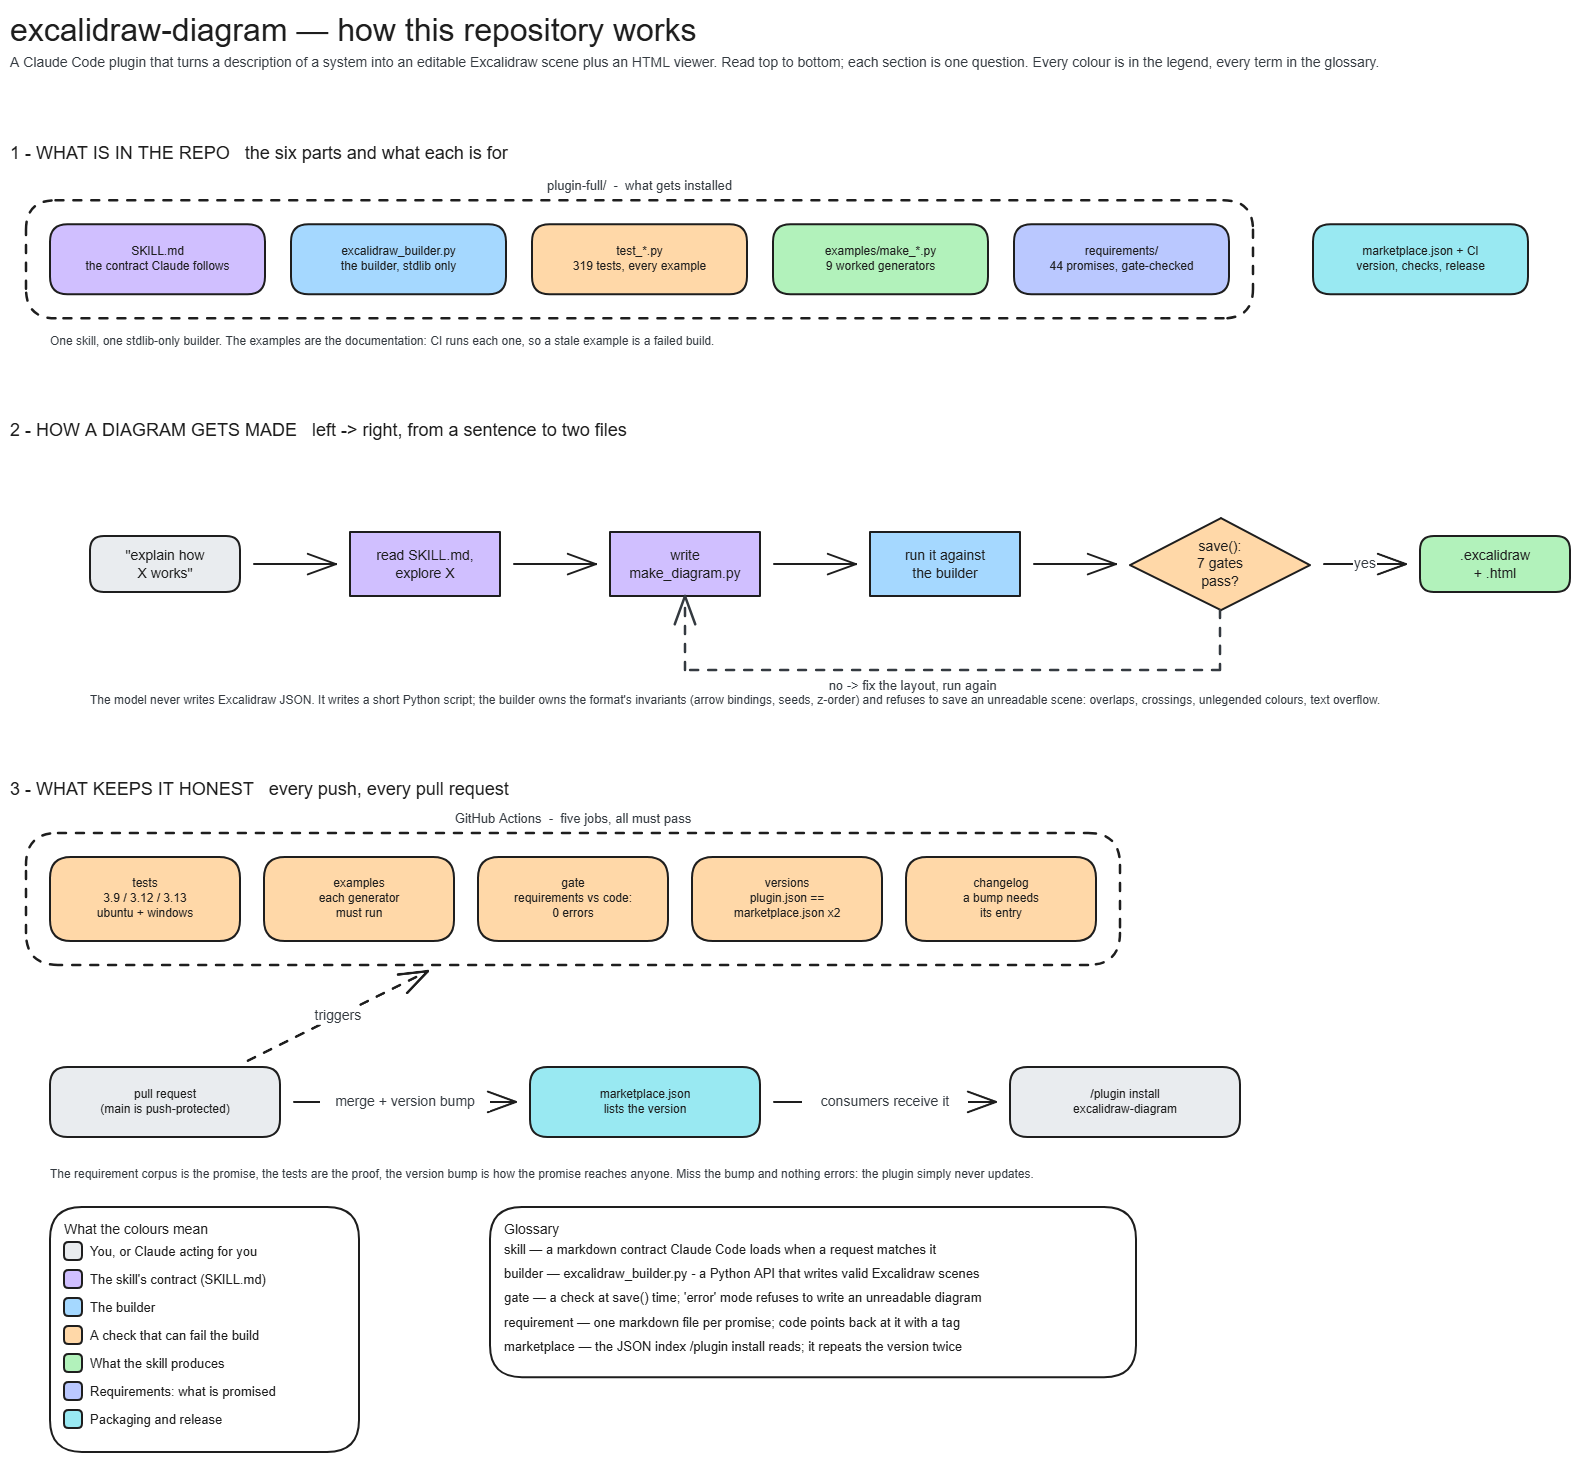 excalidraw-diagram — how this repository works
A Claude Code plugin that turns a description of a system into an editable Excalidraw scene plus an HTML viewer. Read top to bottom; each section is one question. Every colour is in the legend, every term in the glossary.
1 - WHAT IS IN THE REPO   the six parts and what each is for
plugin-full/  -  what gets installed
SKILL.md
the contract Claude follows
excalidraw_builder.py
the builder, stdlib only
test_*.py
319 tests, every example
examples/make_*.py
9 worked generators
requirements/
44 promises, gate-checked
marketplace.json + CI
version, checks, release
One skill, one stdlib-only builder. The examples are the documentation: CI runs each one, so a stale example is a failed build.
2 - HOW A DIAGRAM GETS MADE   left -> right, from a sentence to two files
"explain how
X works"
read SKILL.md,
explore X
write
make_diagram.py
run it against
the builder
save():
7 gates
pass?
yes
.excalidraw
+ .html
no -> fix the layout, run again
The model never writes Excalidraw JSON. It writes a short Python script; the builder owns the format's invariants (arrow bindings, seeds, z-order) and refuses to save an unreadable scene: overlaps, crossings, unlegended colours, text overflow.
3 - WHAT KEEPS IT HONEST   every push, every pull request
GitHub Actions  -  five jobs, all must pass
tests
3.9 / 3.12 / 3.13
ubuntu + windows
examples
each generator
must run
gate
requirements vs code:
0 errors
versions
plugin.json ==
marketplace.json x2
changelog
a bump needs
its entry
triggers
pull request
(main is push-protected)
merge + version bump
marketplace.json
lists the version
consumers receive it
/plugin install
excalidraw-diagram
The requirement corpus is the promise, the tests are the proof, the version bump is how the promise reaches anyone. Miss the bump and nothing errors: the plugin simply never updates.
What the colours mean
You, or Claude acting for you
The skill's contract (SKILL.md)
The builder
A check that can fail the build
What the skill produces
Requirements: what is promised
Packaging and release
Glossary
skill — a markdown contract Claude Code loads when a request matches it
builder — excalidraw_builder.py - a Python API that writes valid Excalidraw scenes
gate — a check at save() time; 'error' mode refuses to write an unreadable diagram
requirement — one markdown file per promise; code points back at it with a tag
marketplace — the JSON index /plugin install reads; it repeats the version twice